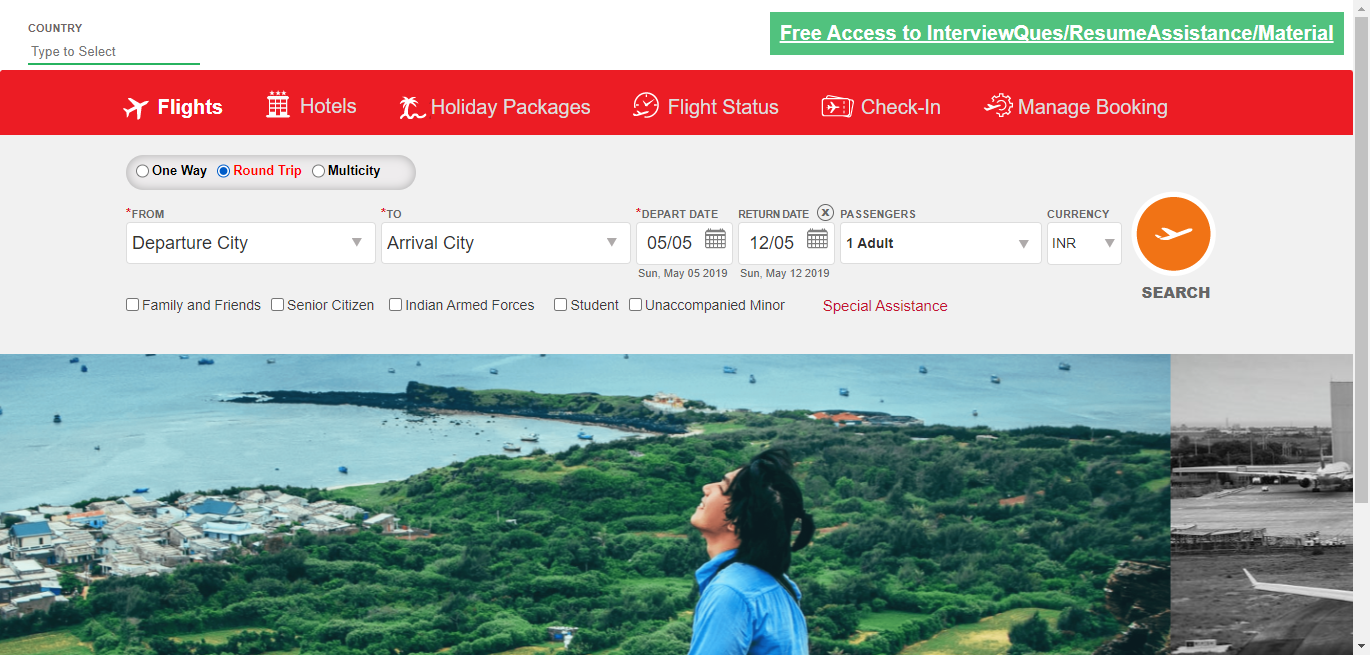 COUNTRY
Type to Select
Free Access to InterviewQues/ResumeAssistance/Material
Flights Hotels Holiday Packages Flight Status Check-In Manage Booking
One Way Round Trip Multicity
*FROM *TO *DEPART DATE RETURN DATE X PASSENGERS CURRENCY
Departure City Arrival City 05/05 12/05 1 Adult INR
Sun, May 05 2019 Sun, May 12 2019
SEARCH
Family and Friends Senior Citizen Indian Armed Forces Student Unaccompanied Minor Special Assistance